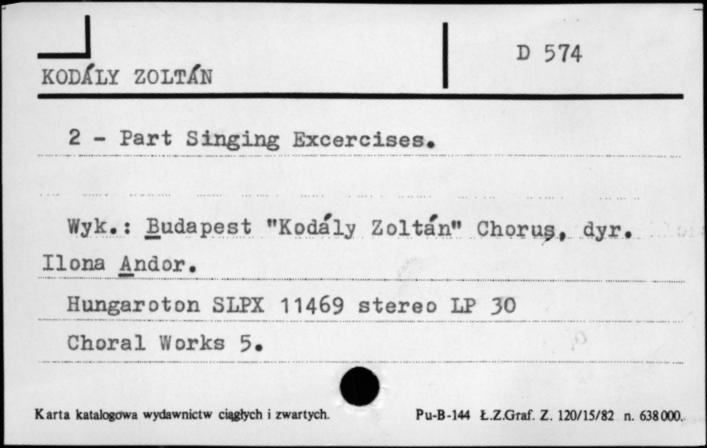 D 574
KODÁLY ZOLTÁN
2 - Part Singing Excercises.
Wyk.: Budapest "Kodály Zoltán" Chorus, dyr.
Ilona Andor.
Hungaroton SLPX 11469 stereo LP 30
Choral Works 5.
Karta katalogowa wydawnictw ciągłych i zwartych. Pu-B-144 Ł.Z.Graf. Z. 120/15/82 n. 638000.